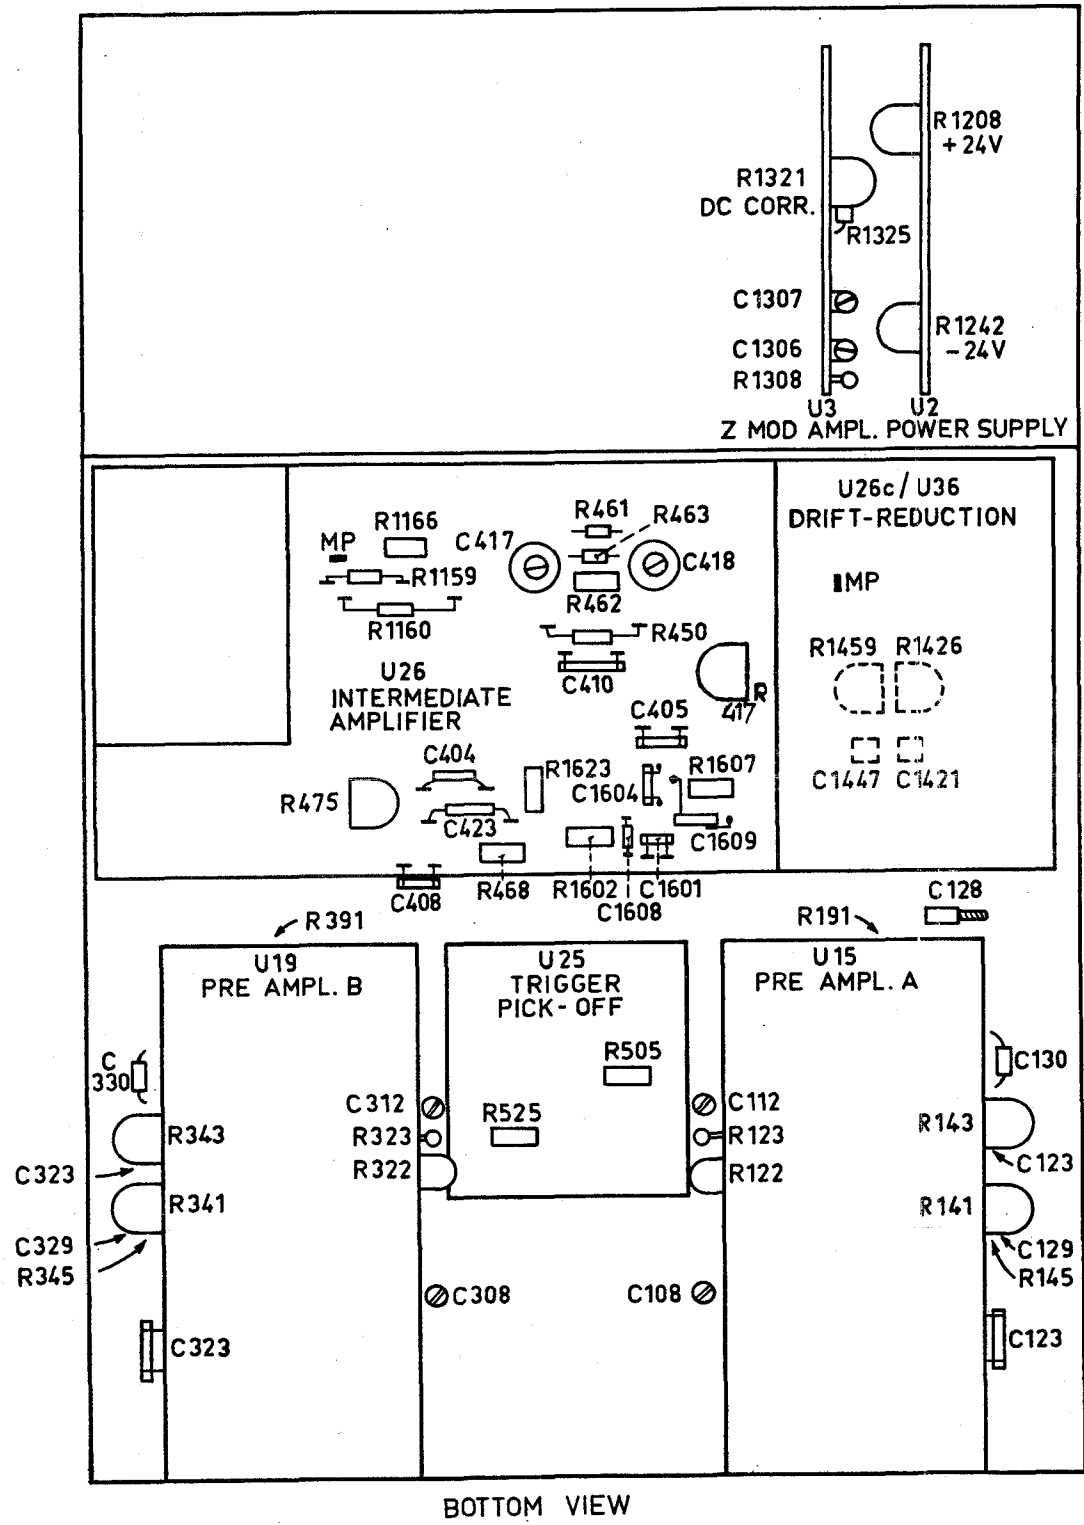 R1208
+24V
R1321
DC CORR.
R1325
C1307
R1242
-24V
C1306
R1308
U3
U2
Z MOD AMPL. POWER SUPPLY
U26c/U36
DRIFT-REDUCTION
R461
R463
R1166
C417
MP
C418
R1159
MP
R462
R1160
R450
R1459
R1426
U26
INTERMEDIATE
AMPLIFIER
C410
R
417
C405
C404
R1623
R1607
C1604
C1447
C1421
R475
C423
C1609
R468
R1602
C1601
C408
C1608
C128
R391
R191
U19
PRE AMPL. B
U25
TRIGGER
PICK-OFF
U15
PRE AMPL. A
R505
C
330
C130
C312
R525
C112
R343
R323
R123
R143
C323
R322
R122
C123
R341
R141
C329
C129
R345
R145
C308
C108
C323
C123
BOTTOM VIEW